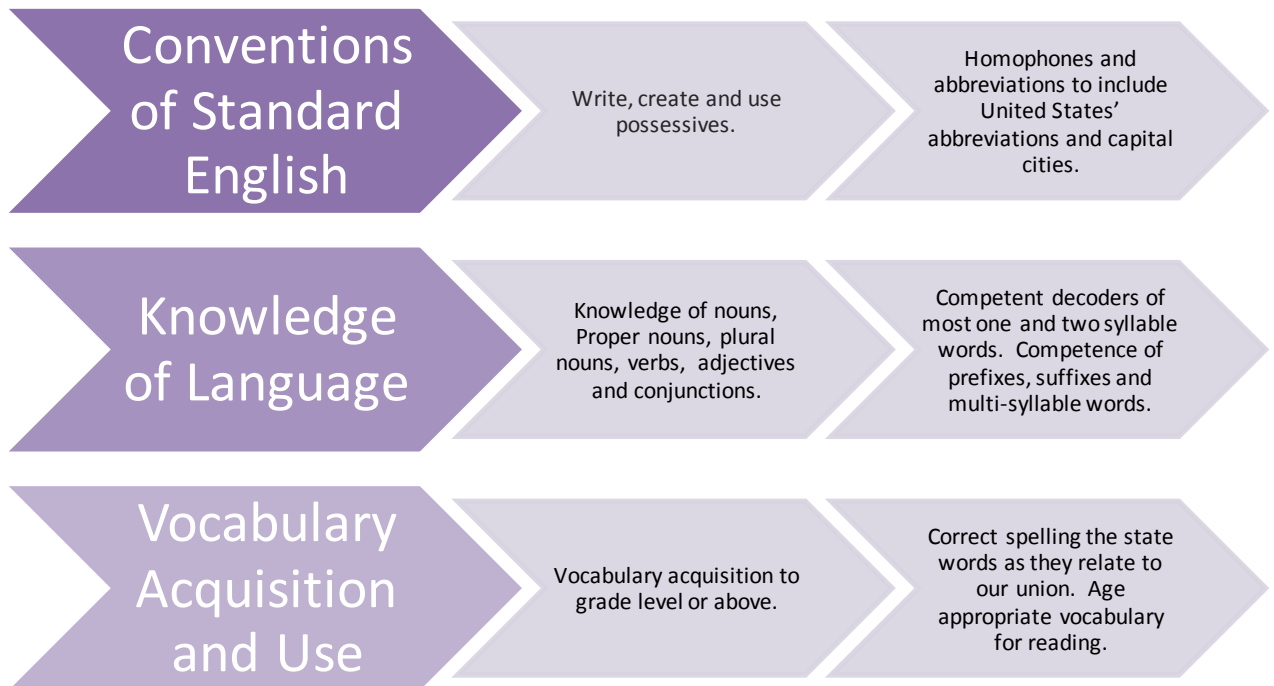 Conventions
of Standard
English
Write, create and use
possessives.
Homophones and
abbreviations to include
United States’
abbreviations and capital
cities.
Knowledge
of Language
Knowledge of nouns,
Proper nouns, plural
nouns, verbs, adjectives
and conjunctions.
Competent decoders of
most one and two syllable
words. Competence of
prefixes, suffixes and
multi-syllable words.
Vocabulary
Acquisition
and Use
Vocabulary acquisition to
grade level or above.
Correct spelling the state
words as they relate to
our union. Age
appropriate vocabulary
for reading.